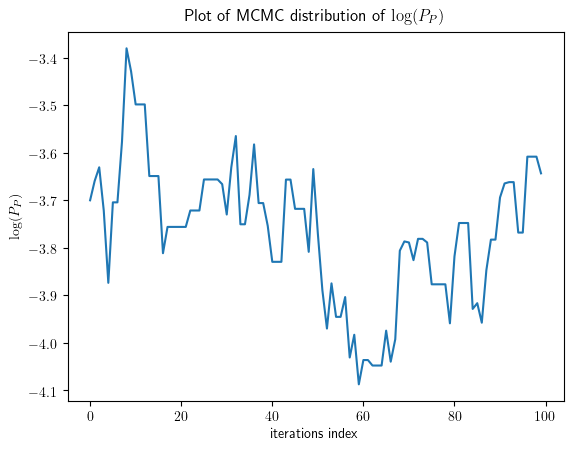 Plot of MCMC distribution of log(P_P)
−3.4
−3.5
−3.6
−3.7
−3.8
−3.9
−4.0
−4.1
log(P_P)
0 20 40 60 80 100
iterations index